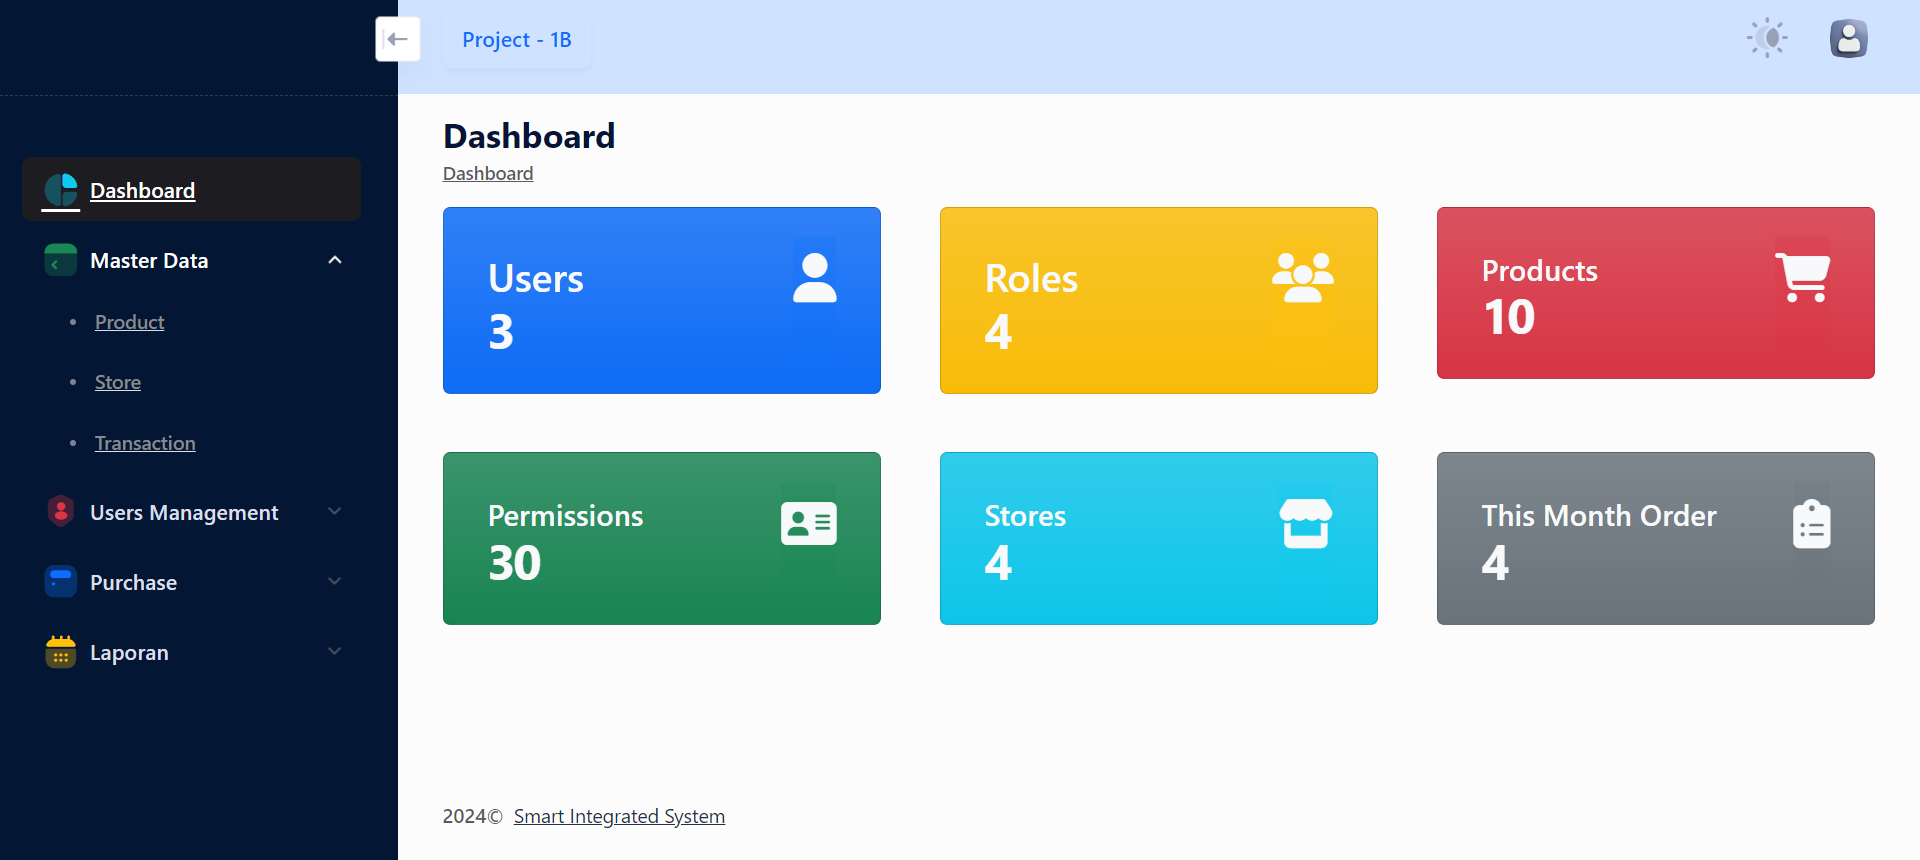 Project - 1B
Dashboard
Master Data
Product
Store
Transaction
Users Management
Purchase
Laporan
Dashboard
Dashboard
Users
3
Roles
4
Products
10
Permissions
30
Stores
4
This Month Order
4
2024© Smart Integrated System